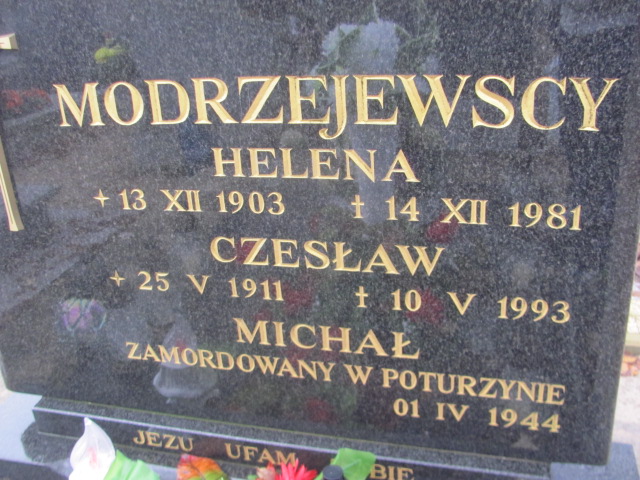 MODRZEJEWSCY
HELENA
+ 13 XII 1903 † 14 XII 1981
CZESŁAW
+ 25 V 1911 † 10 V 1993
MICHAŁ
ZAMORDOWANY W POTURZYNIE
01 IV 1944
JEZU UFAM